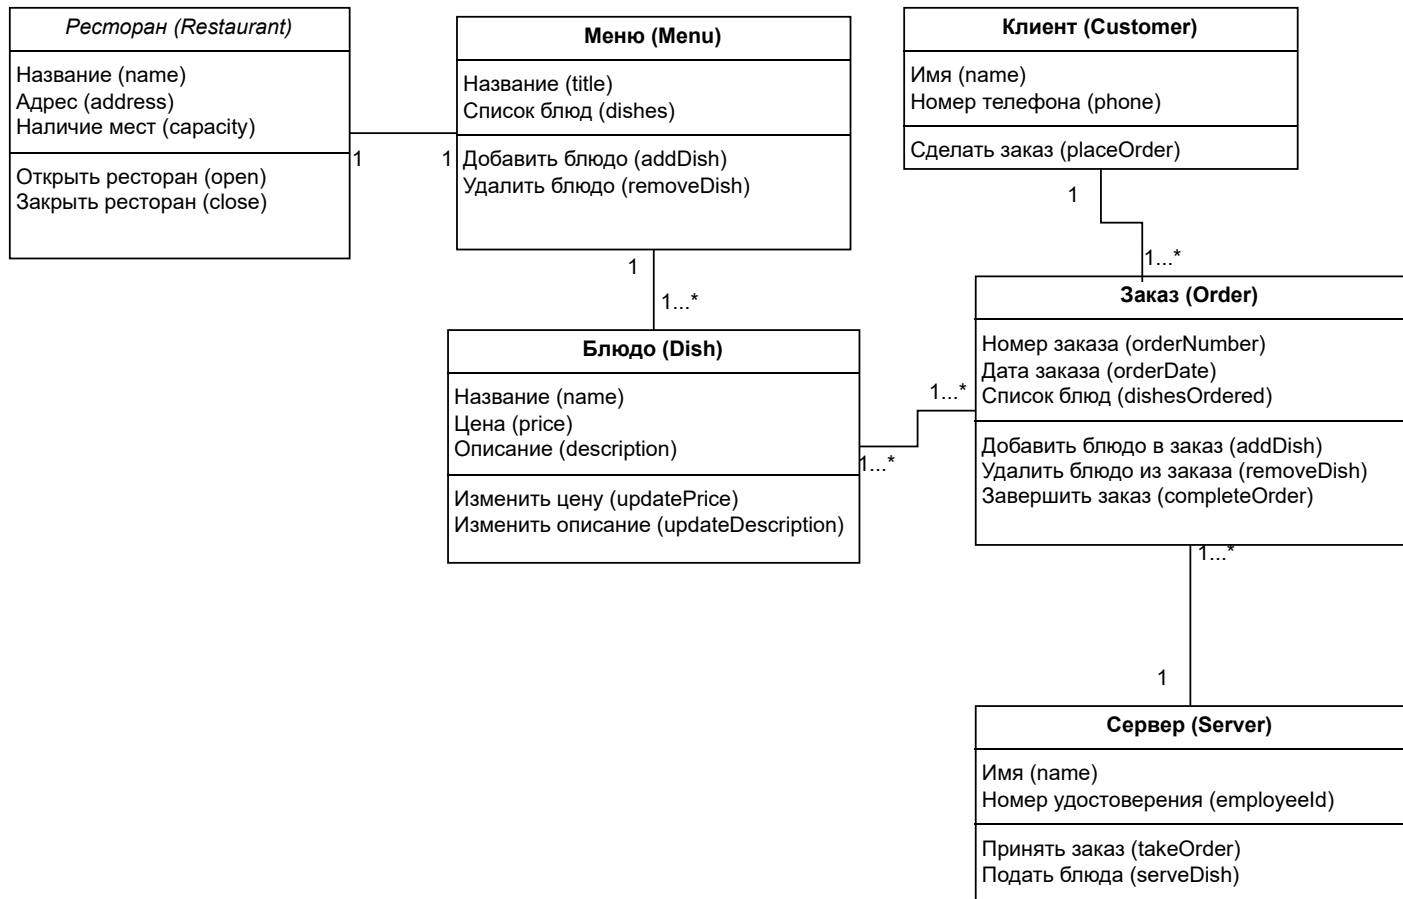 Ресторан (Restaurant)
Название (name)
Адрес (address)
Наличие мест (capacity)
Открыть ресторан (open)
Закрыть ресторан (close)
1
1
Меню (Menu)
Название (title)
Список блюд (dishes)
Добавить блюдо (addDish)
Удалить блюдо (removeDish)
1
1...*
Клиент (Customer)
Имя (name)
Номер телефона (phone)
Сделать заказ (placeOrder)
1
1...*
Блюдо (Dish)
Название (name)
Цена (price)
Описание (description)
Изменить цену (updatePrice)
Изменить описание (updateDescription)
1...*
1...*
Заказ (Order)
Номер заказа (orderNumber)
Дата заказа (orderDate)
Список блюд (dishesOrdered)
Добавить блюдо в заказ (addDish)
Удалить блюдо из заказа (removeDish)
Завершить заказ (completeOrder)
1...*
1
Сервер (Server)
Имя (name)
Номер удостоверения (employeeId)
Принять заказ (takeOrder)
Подать блюда (serveDish)